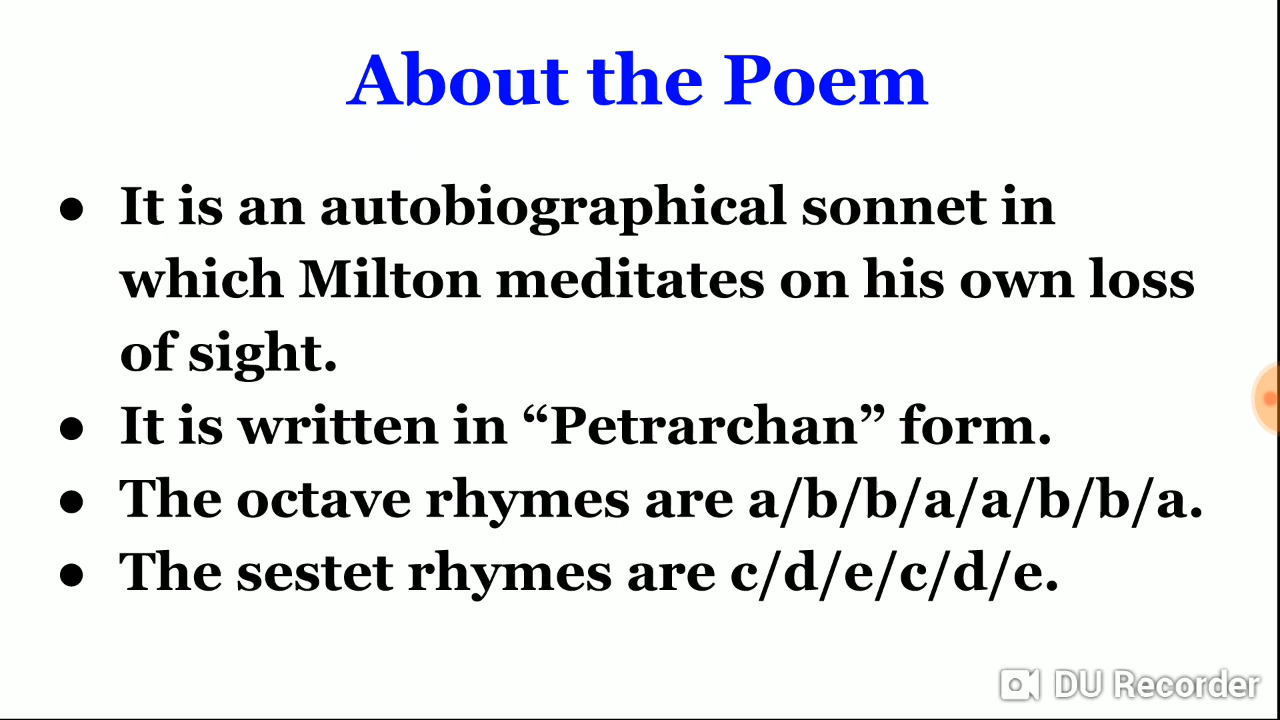 About the Poem
● It is an autobiographical sonnet in
which Milton meditates on his own loss
of sight.
● It is written in “Petrarchan” form.
● The octave rhymes are a/b/b/a/a/b/b/a.
● The sestet rhymes are c/d/e/c/d/e.
DU Recorder